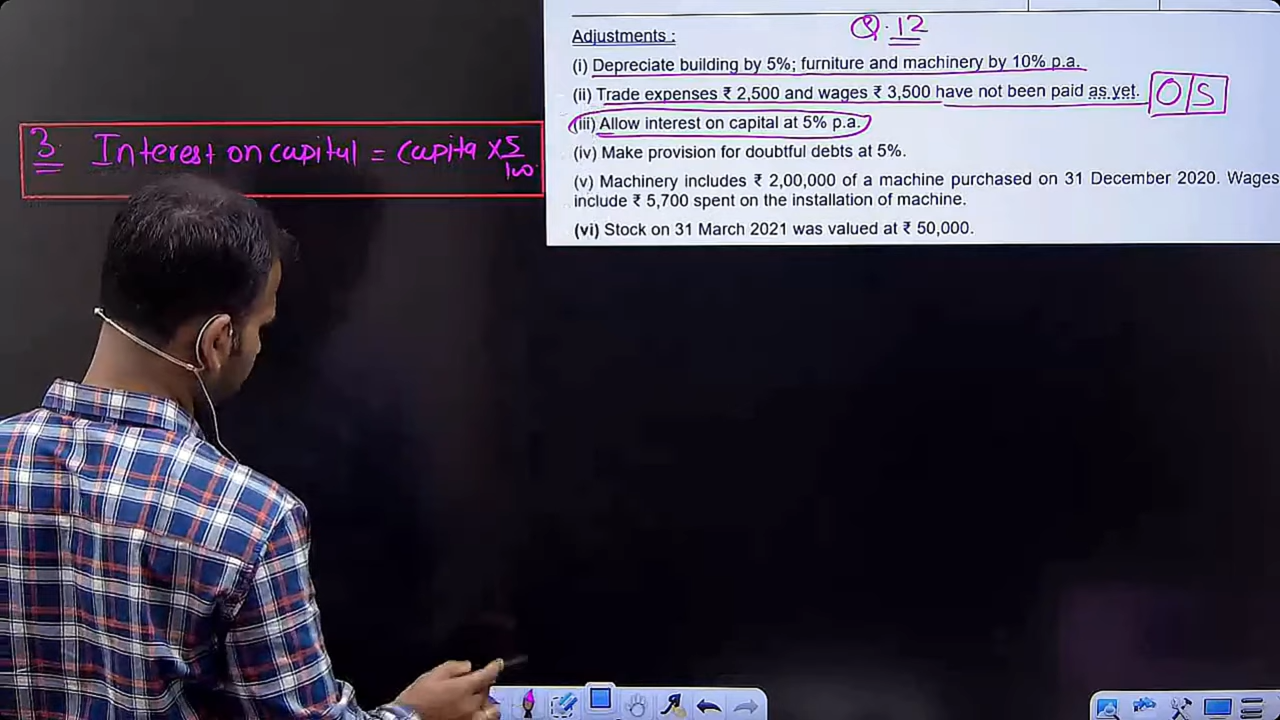 Q.12
Adjustments :
(i) Depreciate building by 5%; furniture and machinery by 10% p.a.
(ii) Trade expenses ₹ 2,500 and wages ₹ 3,500 have not been paid as yet. O/S
(iii) Allow interest on capital at 5% p.a.
(iv) Make provision for doubtful debts at 5%.
(v) Machinery includes ₹ 2,00,000 of a machine purchased on 31 December 2020. Wages
include ₹ 5,700 spent on the installation of machine.
(vi) Stock on 31 March 2021 was valued at ₹ 50,000.
3. Interest on capital = Capita × 5/100